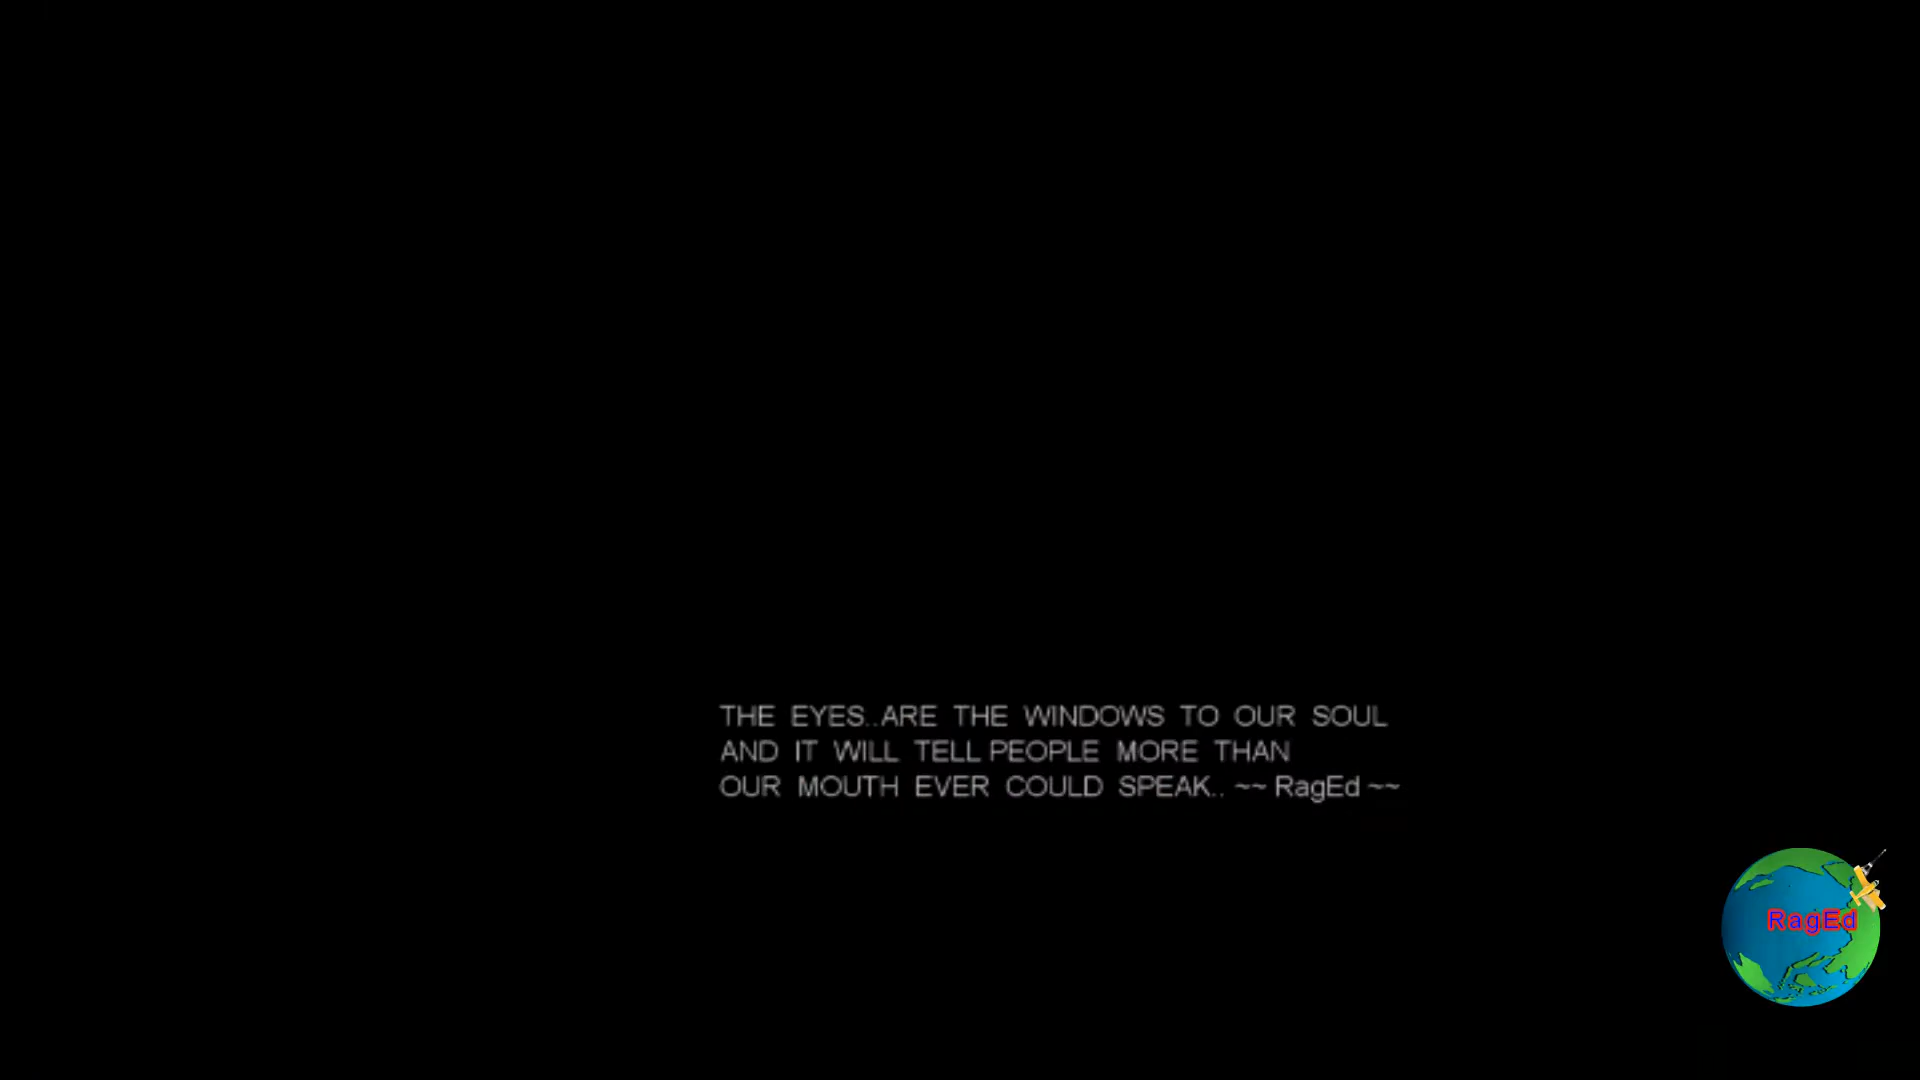 THE EYES..ARE THE WINDOWS TO OUR SOUL
AND IT WILL TELL PEOPLE MORE THAN
OUR MOUTH EVER COULD SPEAK.. ~~ RagEd ~~
RagEd